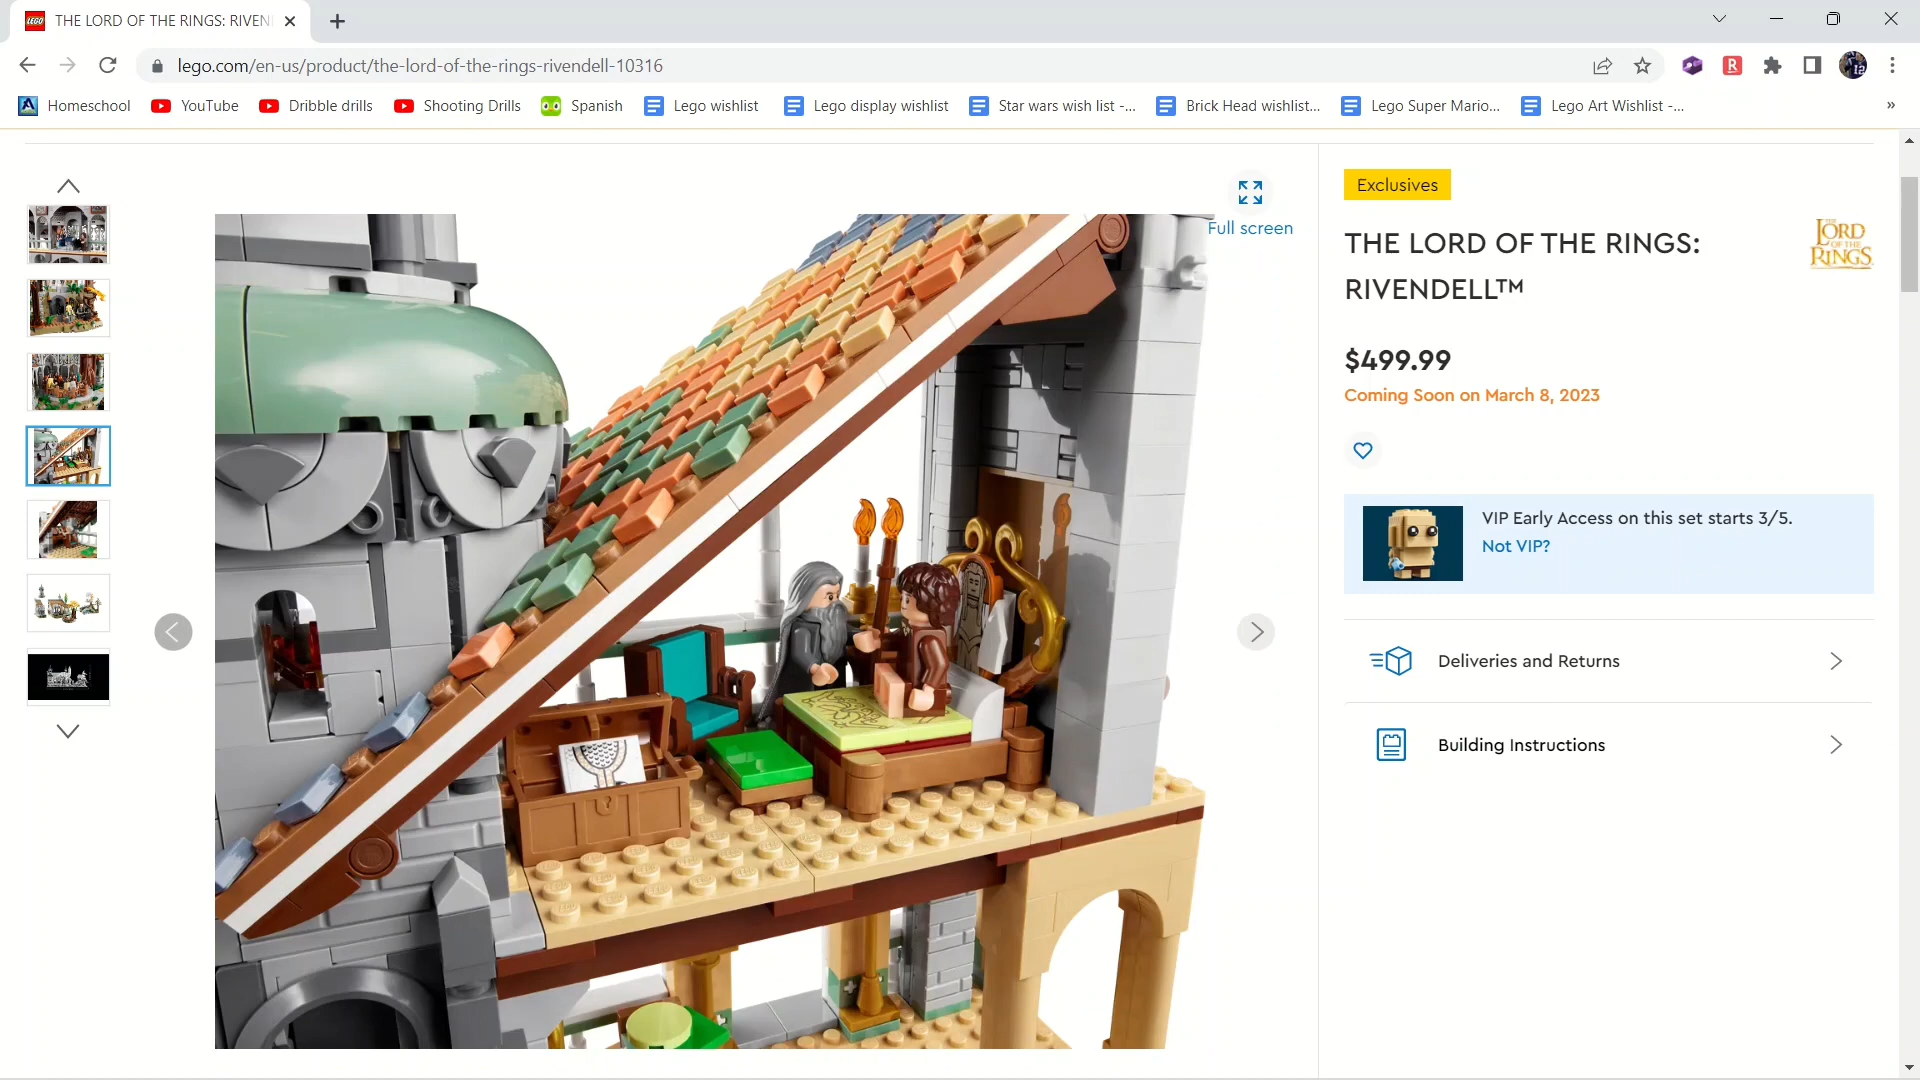 LEGO
THE LORD OF THE RINGS: RIVEN
lego.com/en-us/product/the-lord-of-the-rings-rivendell-10316
Homeschool
YouTube
Dribble drills
Shooting Drills
Spanish
Lego wishlist
Lego display wishlist
Star wars wish list -...
Brick Head wishlist...
Lego Super Mario...
Lego Art Wishlist -...
»
Full screen
Exclusives
THE LORD OF THE RINGS:
RIVENDELL™
THE
LORD
OF THE
RINGS
$499.99
Coming Soon on March 8, 2023
VIP Early Access on this set starts 3/5.
Not VIP?
Deliveries and Returns
Building Instructions